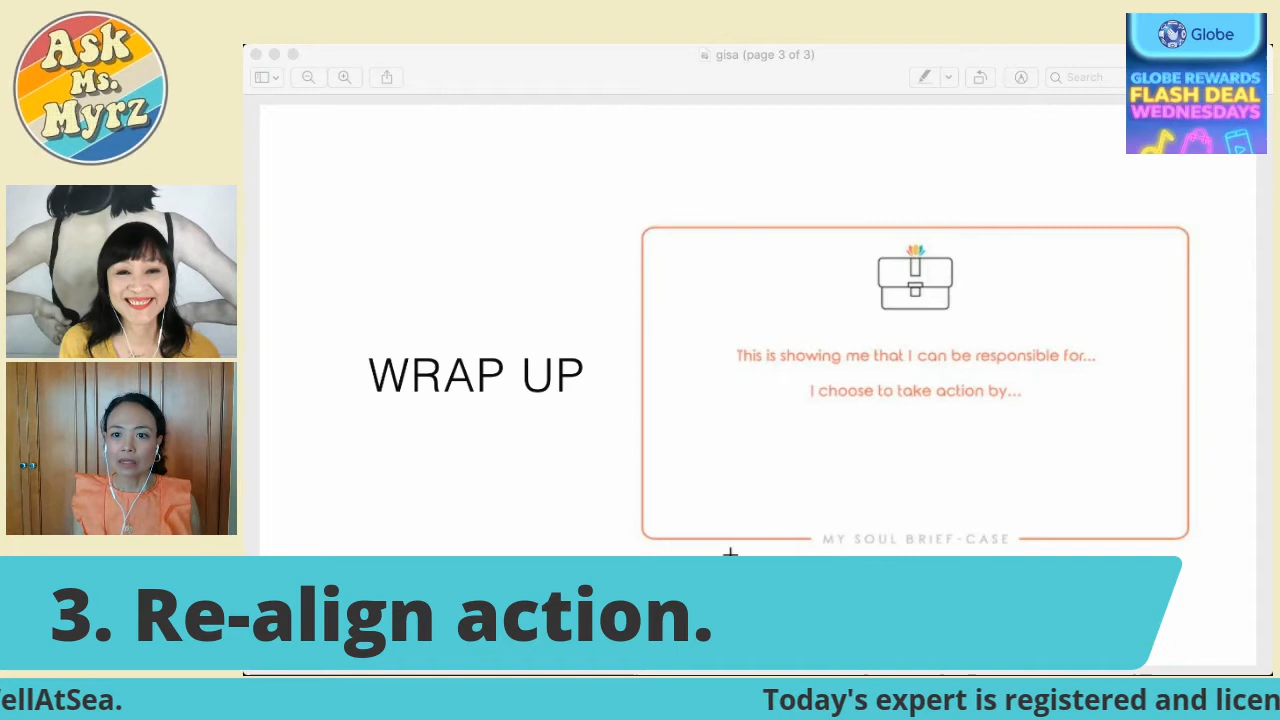 Ask
Ms.
Myrz
gisa (page 3 of 3)
Search
Globe
GLOBE REWARDS
FLASH DEAL
WEDNESDAYS
WRAP UP
This is showing me that I can be responsible for...
I choose to take action by...
MY SOUL BRIEF-CASE
3. Re-align action.
ellAtSea.
Today's expert is registered and licen